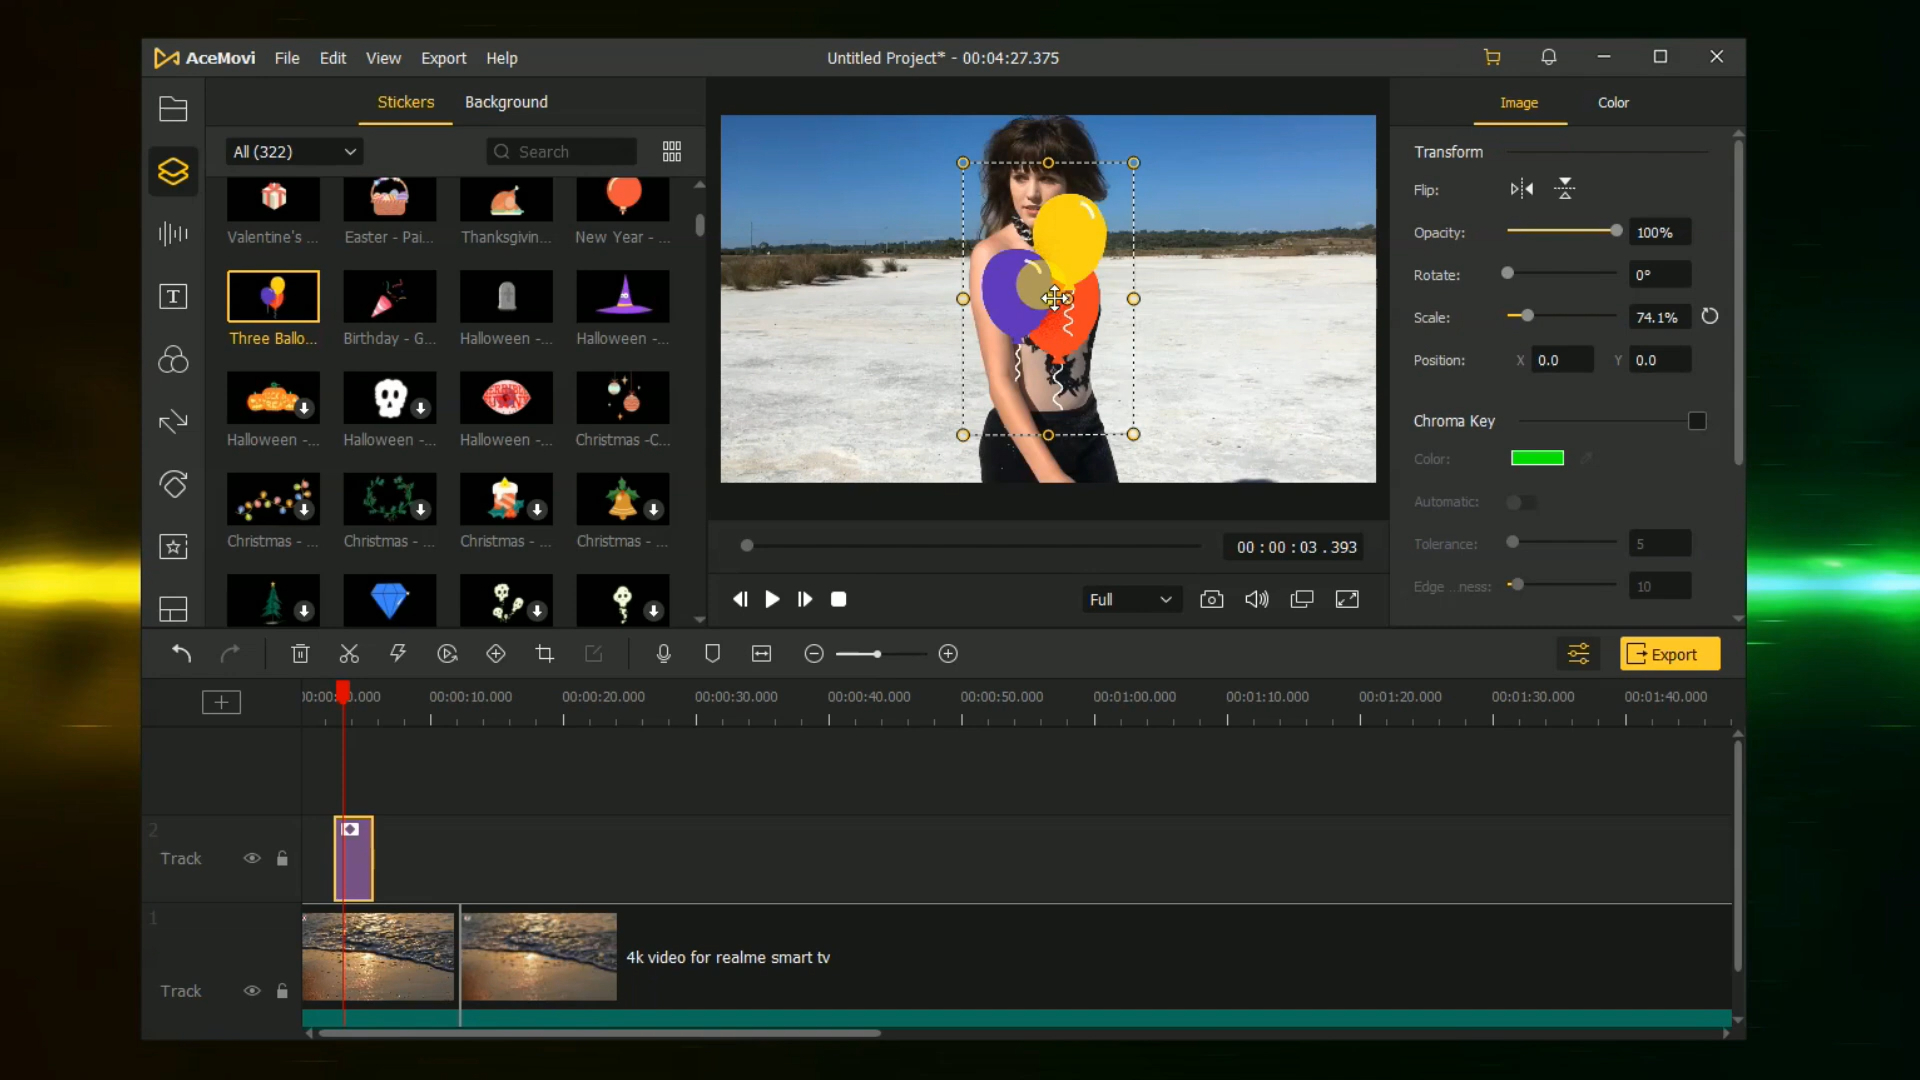 AceMovi File Edit View Export Help
Untitled Project* - 00:04:27.375
Stickers Background
All (322)
Search
Valentine's ... Easter - Pai... Thanksgivin... New Year - ...
Three Ballo... Birthday - G... Halloween -... Halloween -...
Halloween -... Halloween -... Halloween -... Christmas -C...
Christmas - ... Christmas - ... Christmas - ... Christmas - ...
00 : 00 : 03 . 393
Full
Image Color
Transform
Flip:
Opacity: 100%
Rotate: 0°
Scale: 74.1%
Position: X 0.0 Y 0.0
Chroma Key
Color:
Automatic:
Tolerance: 5
Edge ...ness: 10
Export
00:00:10.000 00:00:20.000 00:00:30.000 00:00:40.000 00:00:50.000 00:01:00.000 00:01:10.000 00:01:20.000 00:01:30.000 00:01:40.000
2
Track
1
Track
4k video for realme smart tv